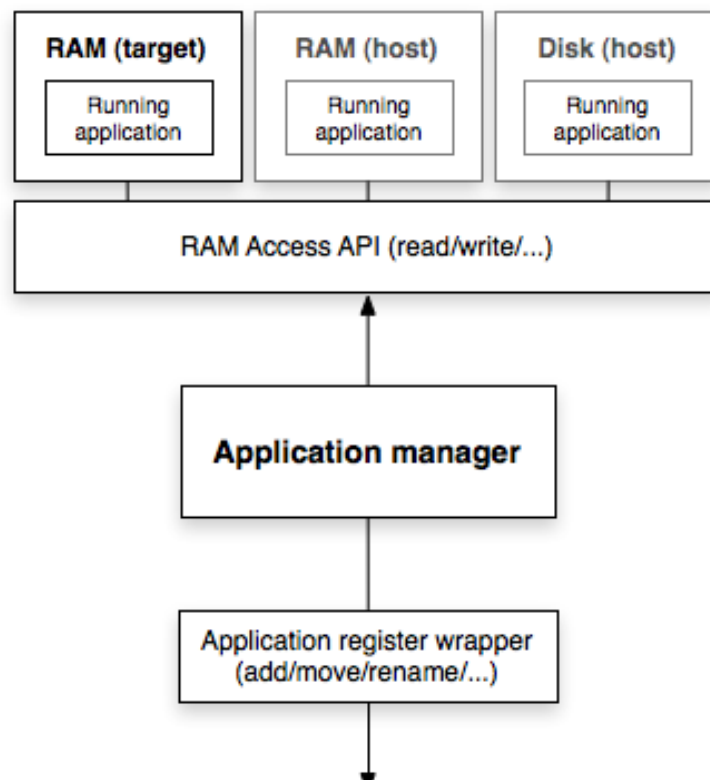 RAM (target)
RAM (host)
Disk (host)
Running
application
Running
application
Running
application
RAM Access API (read/write/...)
Application manager
Application register wrapper
(add/move/rename/...)